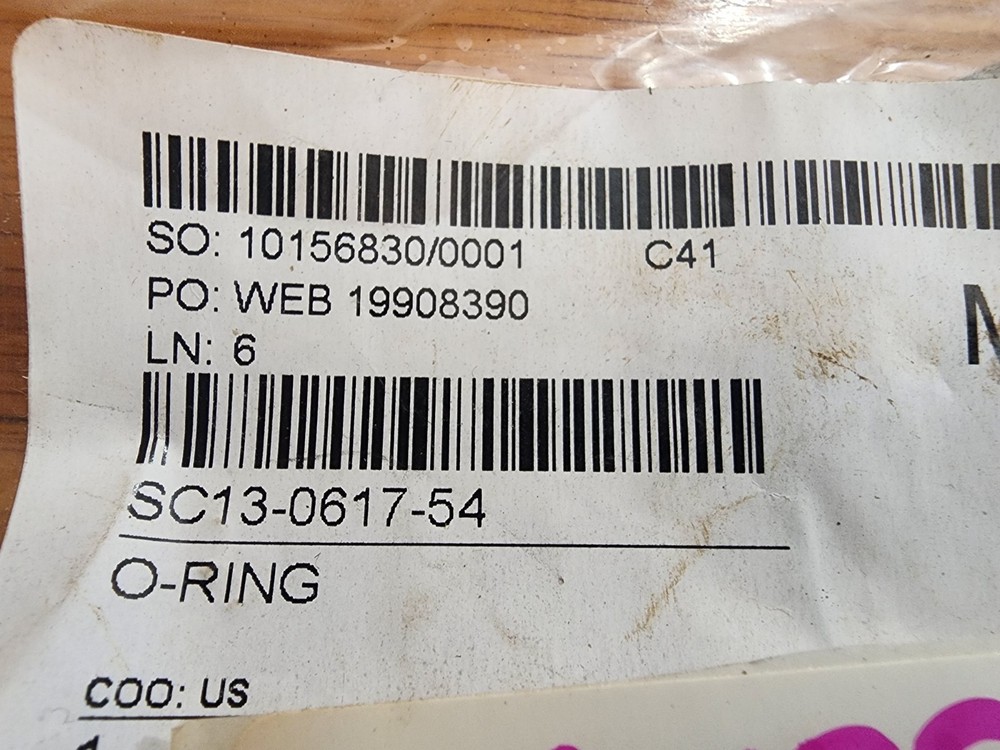 SO: 10156830/0001 C41
PO: WEB 19908390
LN: 6
SC13-0617-54
O-RING
COO: US